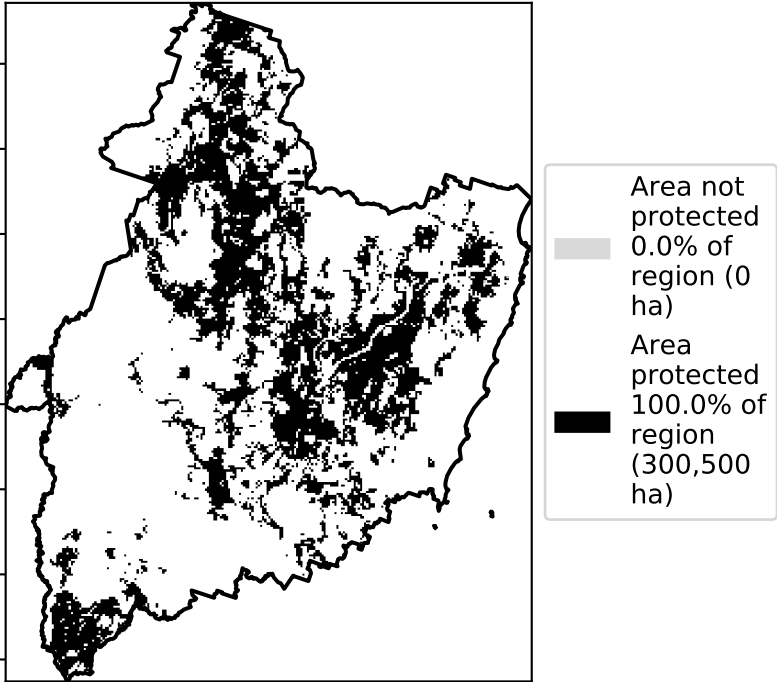 Area not
protected
0.0% of
region (0
ha)
Area
protected
100.0% of
region
(300,500
ha)